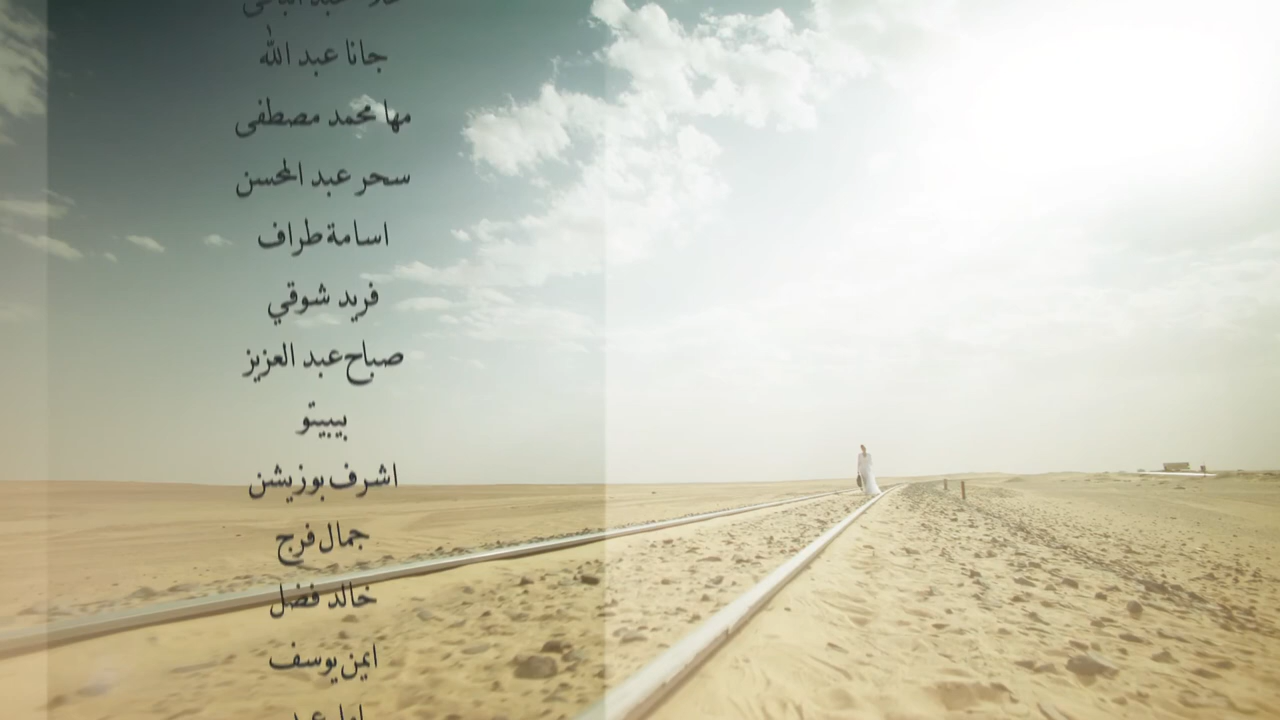 جانا عبد الله
مها محمد مصطفى
سحر عبد المحسن
اسامة طراف
فريد شوقي
صباح عبد العزيز
بيبيتو
اشرف بوزيشن
جمال فرج
خالد فضل
ايمن يوسف